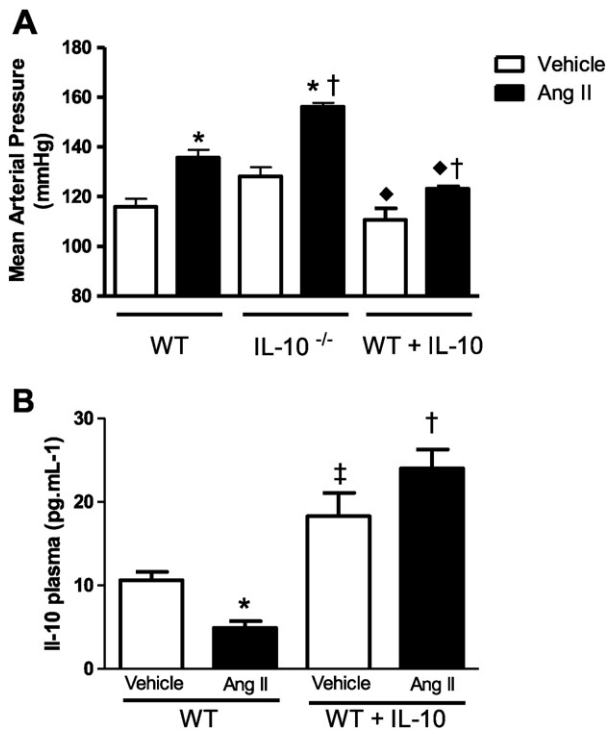 A
Mean Arterial Pressure
(mmHg)
180
160
140
120
100
80
*
* †
◆
◆ †
Vehicle
Ang II
WT
IL-10 -/-
WT + IL-10
B
Il-10 plasma (pg.mL-1)
30
20
10
0
*
‡
†
Vehicle
Ang II
Vehicle
Ang II
WT
WT + IL-10